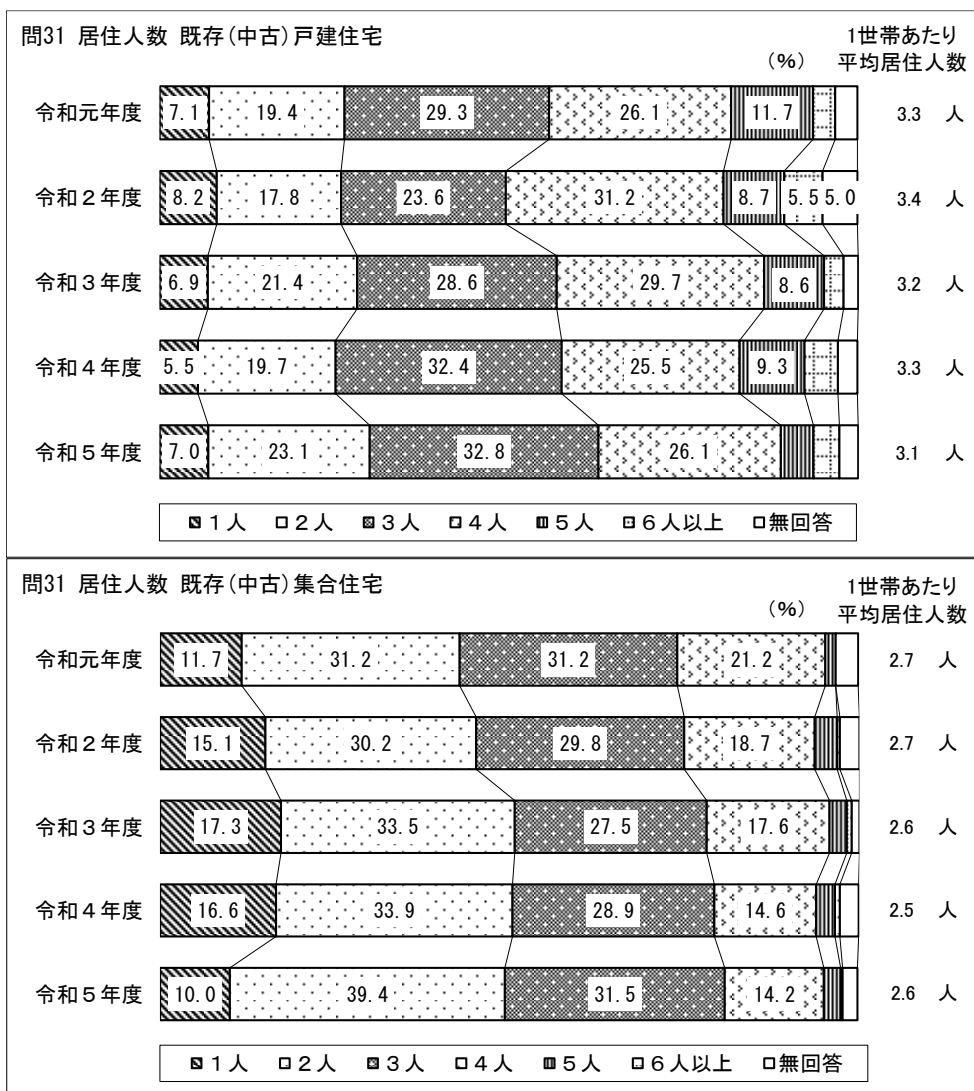 問31 居住人数 既存(中古)戸建住宅
1世帯あたり
(%) 平均居住人数
令和元年度 7.1 19.4 29.3 26.1 11.7 3.3 人
令和2年度 8.2 17.8 23.6 31.2 8.7 5.5 5.0 3.4 人
令和3年度 6.9 21.4 28.6 29.7 8.6 3.2 人
令和4年度 5.5 19.7 32.4 25.5 9.3 3.3 人
令和5年度 7.0 23.1 32.8 26.1 3.1 人
1人 2人 3人 4人 5人 6人以上 無回答
問31 居住人数 既存(中古)集合住宅
1世帯あたり
(%) 平均居住人数
令和元年度 11.7 31.2 31.2 21.2 2.7 人
令和2年度 15.1 30.2 29.8 18.7 2.7 人
令和3年度 17.3 33.5 27.5 17.6 2.6 人
令和4年度 16.6 33.9 28.9 14.6 2.5 人
令和5年度 10.0 39.4 31.5 14.2 2.6 人
1人 2人 3人 4人 5人 6人以上 無回答